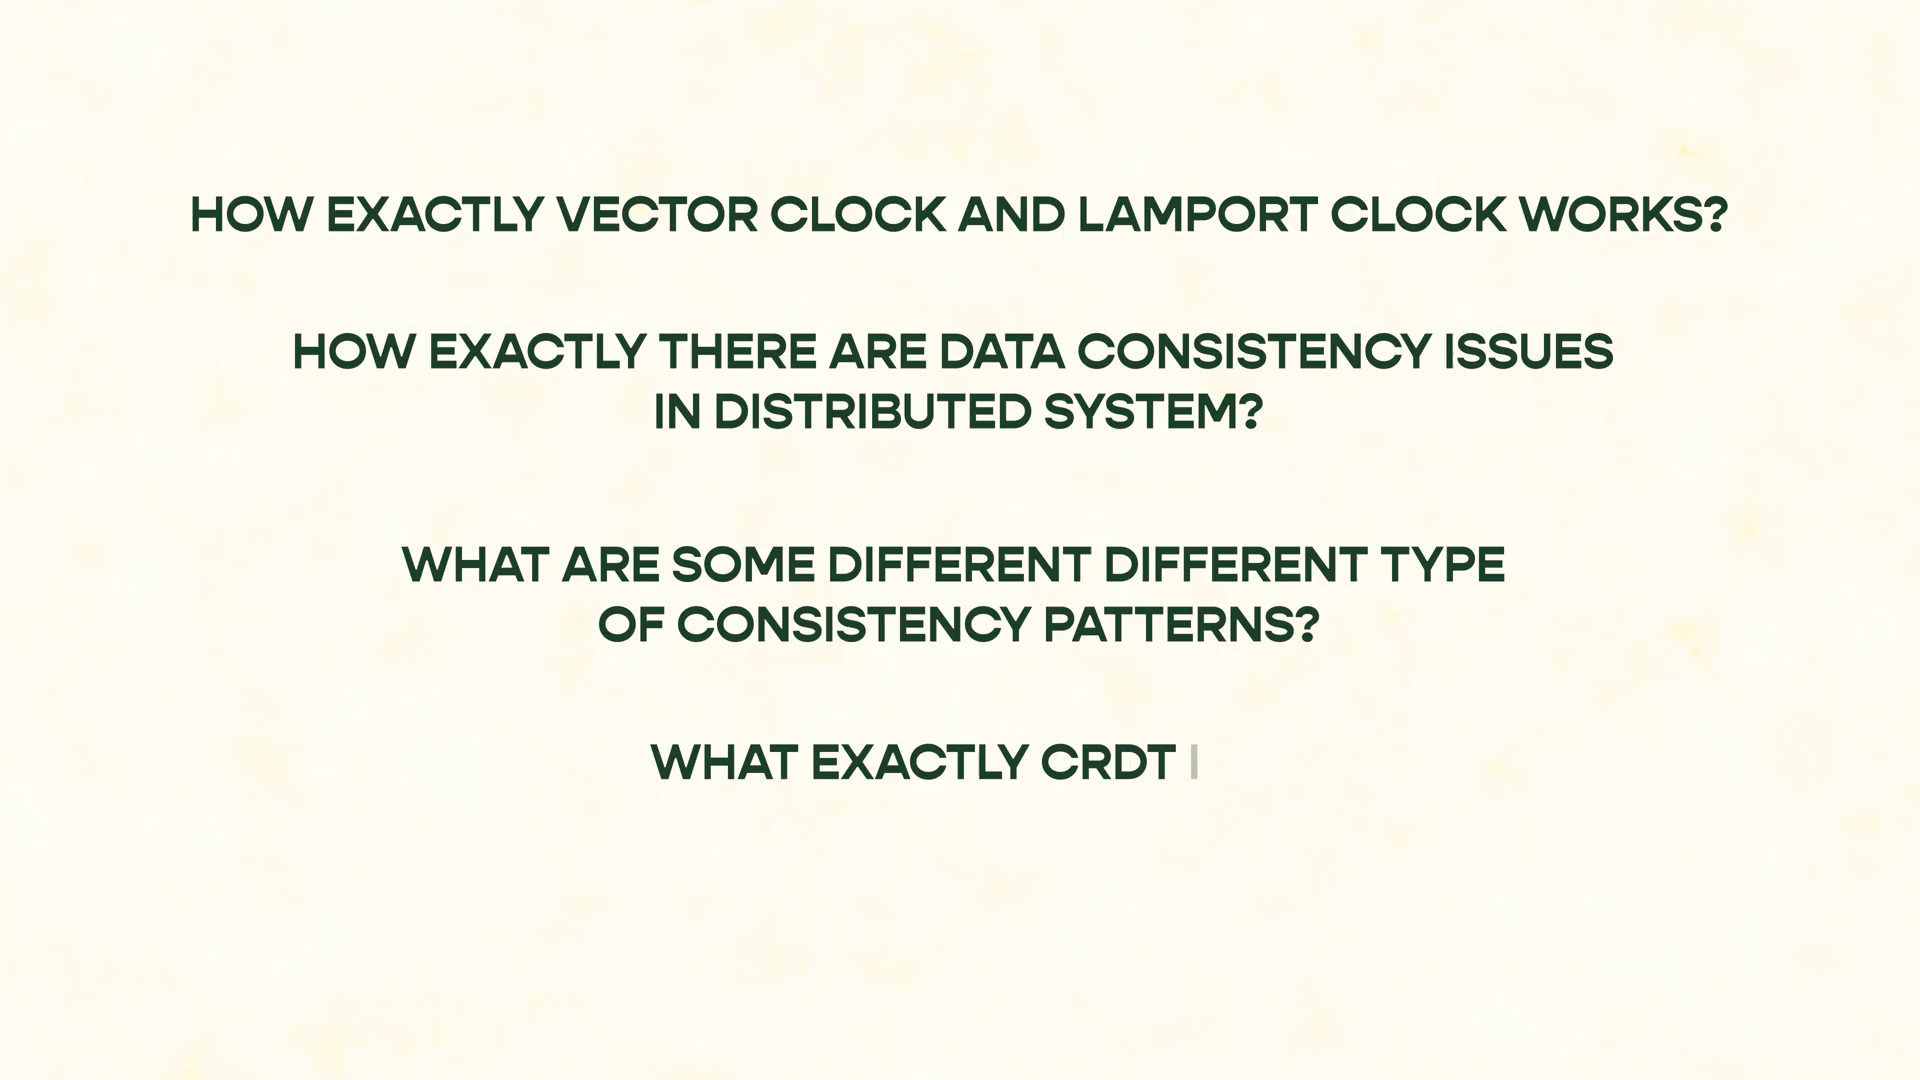 HOW EXACTLY VECTOR CLOCK AND LAMPORT CLOCK WORKS?
HOW EXACTLY THERE ARE DATA CONSISTENCY ISSUES
IN DISTRIBUTED SYSTEM?
WHAT ARE SOME DIFFERENT DIFFERENT TYPE
OF CONSISTENCY PATTERNS?
WHAT EXACTLY CRDT I